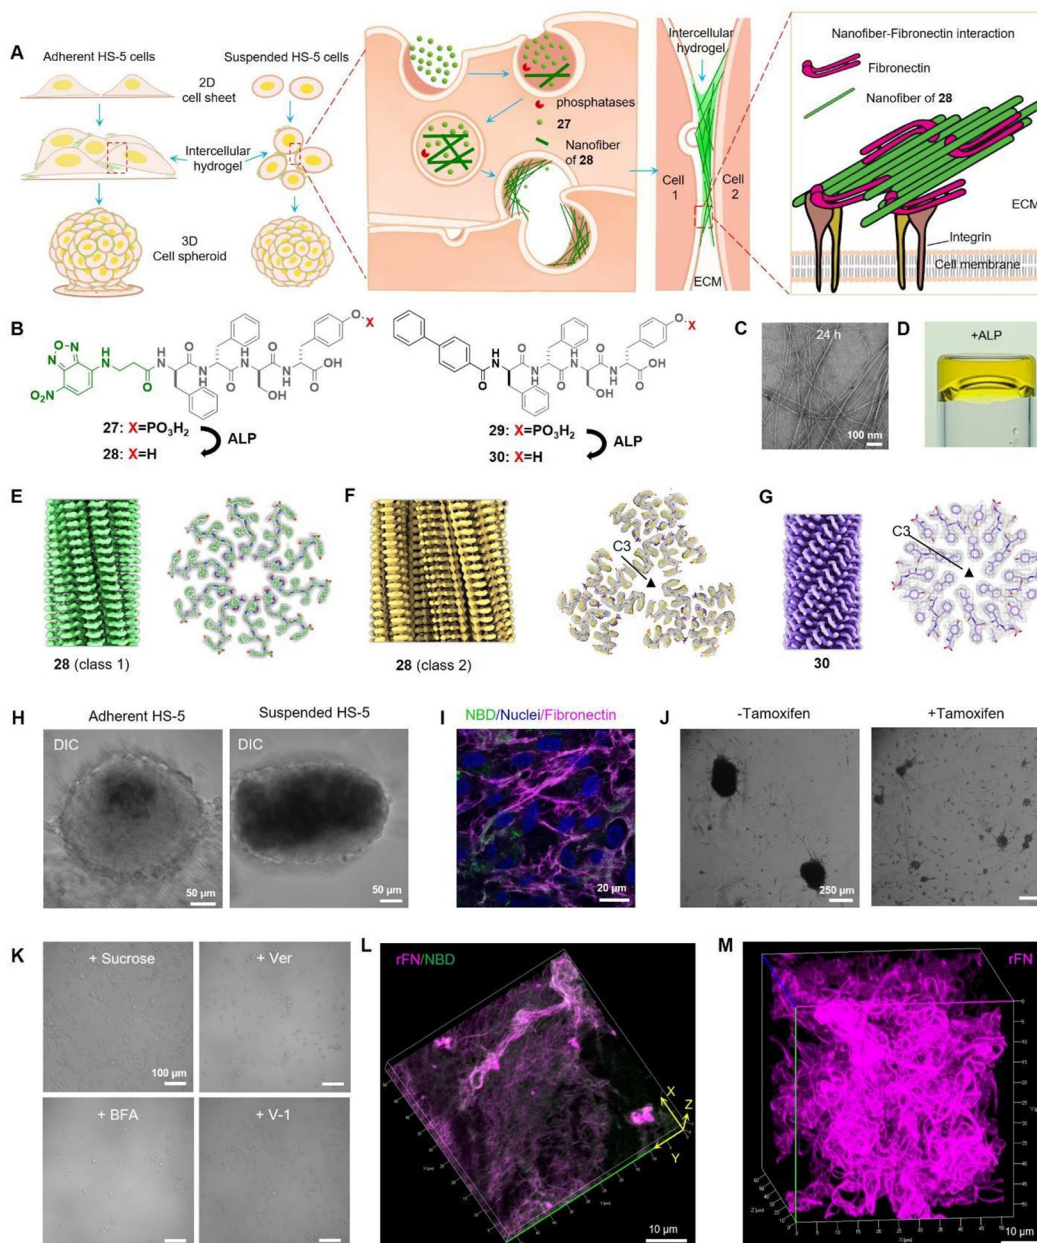 A
Adherent HS-5 cells
Suspended HS-5 cells
2D
cell sheet
Intercellular
hydrogel
3D
Cell spheroid
phosphatases
27
Nanofiber
of 28
Intercellular
hydrogel
Cell
1
Cell
2
ECM
Nanofiber-Fibronectin interaction
Fibronectin
Nanofiber of 28
ECM
Integrin
Cell membrane
B
27: X=PO3H2
28: X=H
ALP
29: X=PO3H2
30: X=H
ALP
C
24 h
100 nm
D
+ALP
E
28 (class 1)
F
C3
28 (class 2)
G
C3
30
H
Adherent HS-5
Suspended HS-5
DIC
50 µm
DIC
50 µm
I
NBD/Nuclei/Fibronectin
20 µm
J
-Tamoxifen
+Tamoxifen
250 µm
K
+ Sucrose
+ Ver
100 µm
+ BFA
+ V-1
L
rFN/NBD
X
Z
Y
10 µm
M
rFN
10 µm